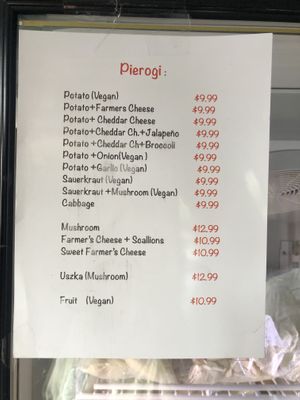 Pierogi :
Potato (Vegan) $9.99
Potato+Farmers Cheese $9.99
Potato+ Cheddar Cheese $9.99
Potato+Cheddar Ch.+Jalapeño $9.99
Potato +Cheddar Ch+Broccoli $9.99
Potato +Onion(Vegan ) $9.99
Potato +Garlic (Vegan) $9.99
Sauerkraut (Vegan) $9.99
Sauerkraut +Mushroom (Vegan) $9.99
Cabbage $9.99
Mushroom $12.99
Farmer's Cheese + Scallions $10.99
Sweet Farmer's Cheese $10.99
Uszka (Mushroom) $12.99
Fruit (Vegan) $10.99